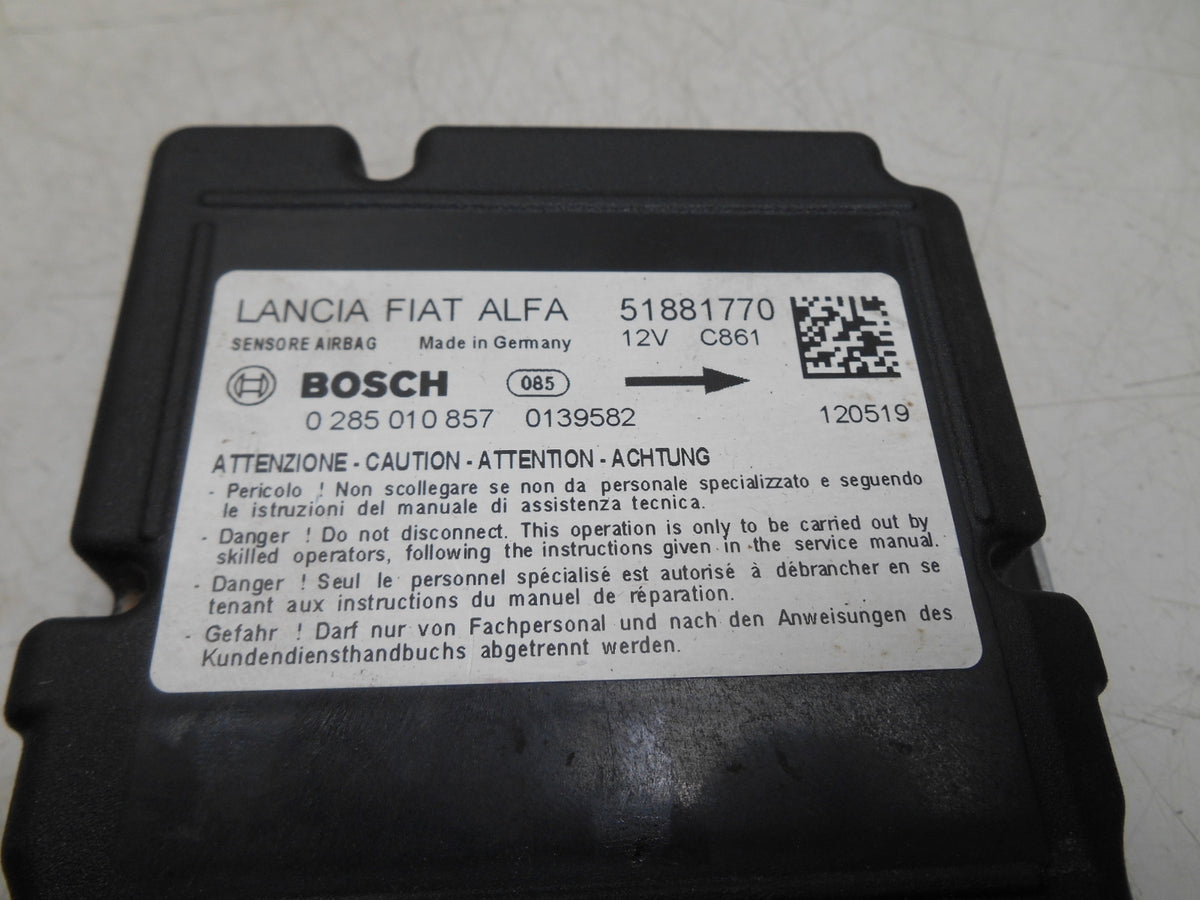 LANCIA FIAT ALFA 51881770
SENSORE AIRBAG Made in Germany 12V C861
BOSCH 085
0 285 010 857 0139582 120519
ATTENZIONE - CAUTION - ATTENTION - ACHTUNG
- Pericolo ! Non scollegare se non da personale specializzato e seguendo
le istruzioni del manuale di assistenza tecnica.
- Danger ! Do not disconnect. This operation is only to be carried out by
skilled operators, following the instructions given in the service manual.
- Danger ! Seul le personnel spécialisé est autorisé à débrancher en se
tenant aux instructions du manuel de réparation.
- Gefahr ! Darf nur von Fachpersonal und nach den Anweisungen des
Kundendiensthandbuchs abgetrennt werden.